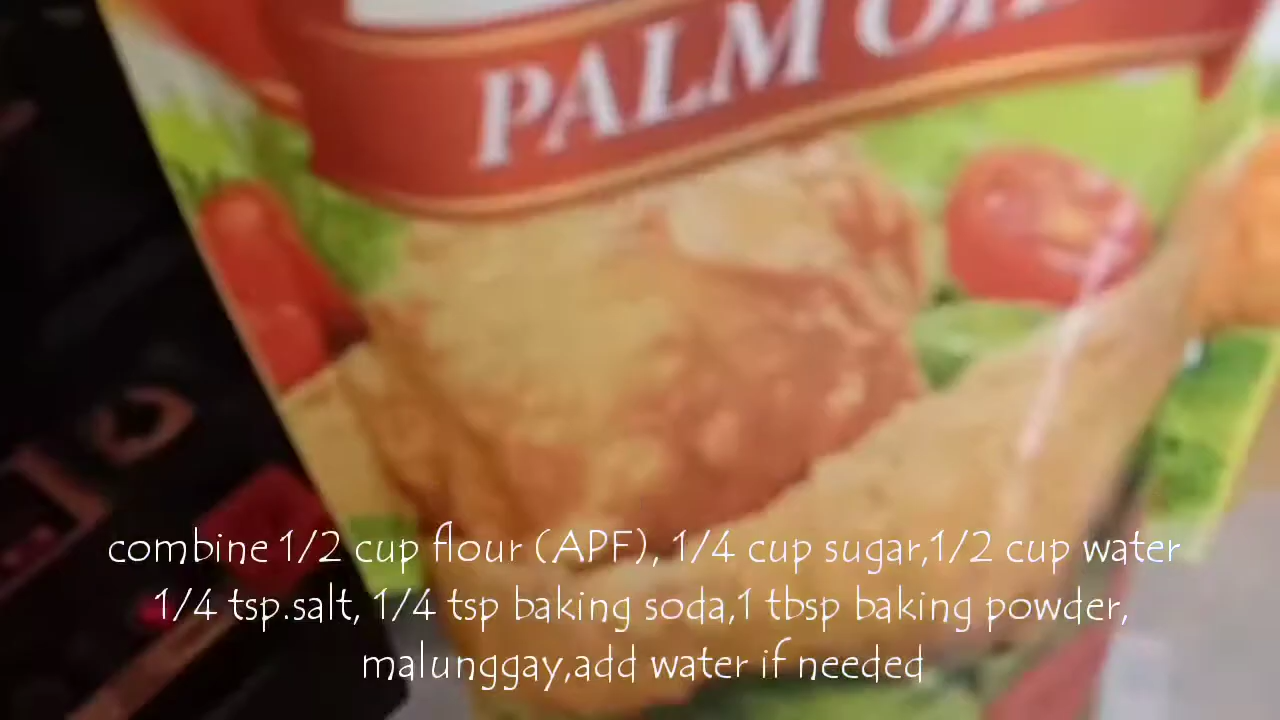 PALM OIL
combine 1/2 cup flour (APF), 1/4 cup sugar,1/2 cup water
1/4 tsp.salt, 1/4 tsp baking soda,1 tbsp baking powder,
malunggay,add water if needed